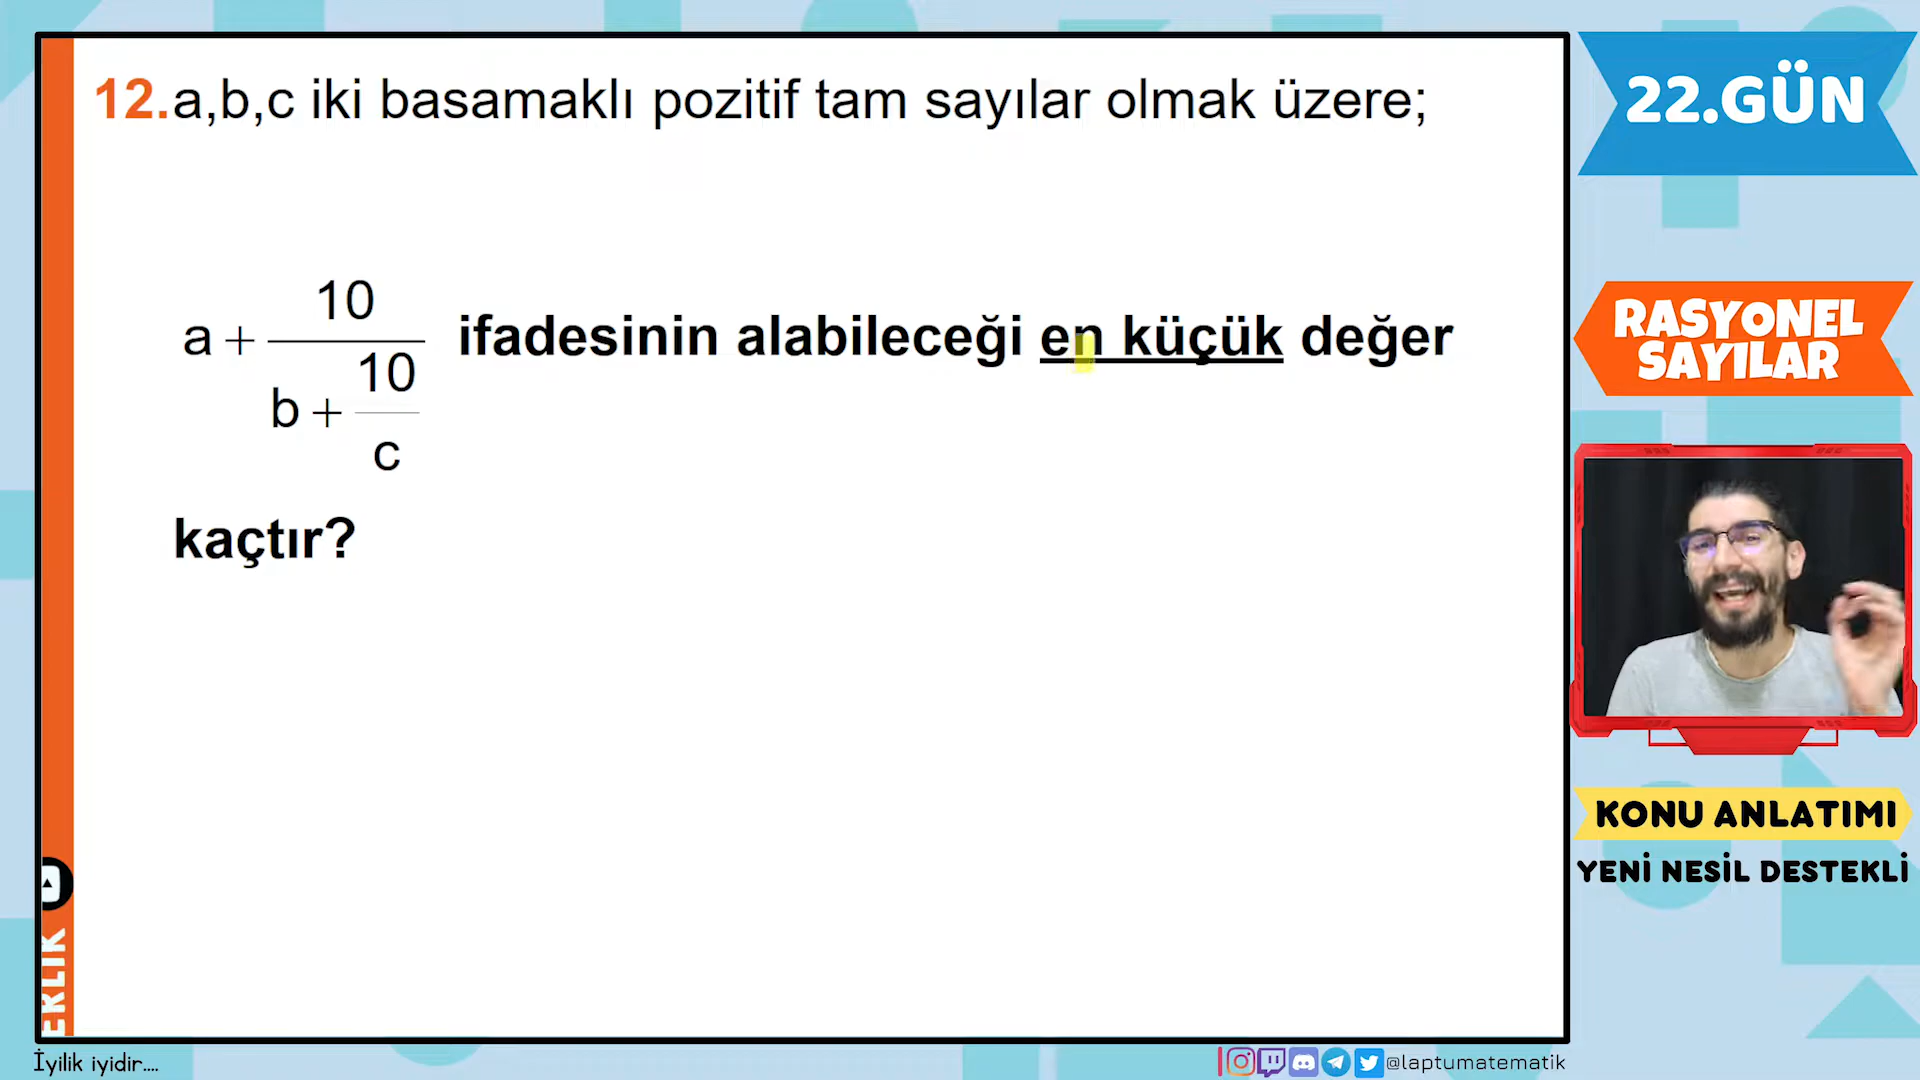 12.a,b,c iki basamaklı pozitif tam sayılar olmak üzere;
a + 10 / (b + 10 / c) ifadesinin alabileceği en küçük değer
kaçtır?
22.GÜN
RASYONEL
SAYILAR
KONU ANLATIMI
YENİ NESİL DESTEKLİ
ERLİK
İyilik iyidir....
@laptumatematik